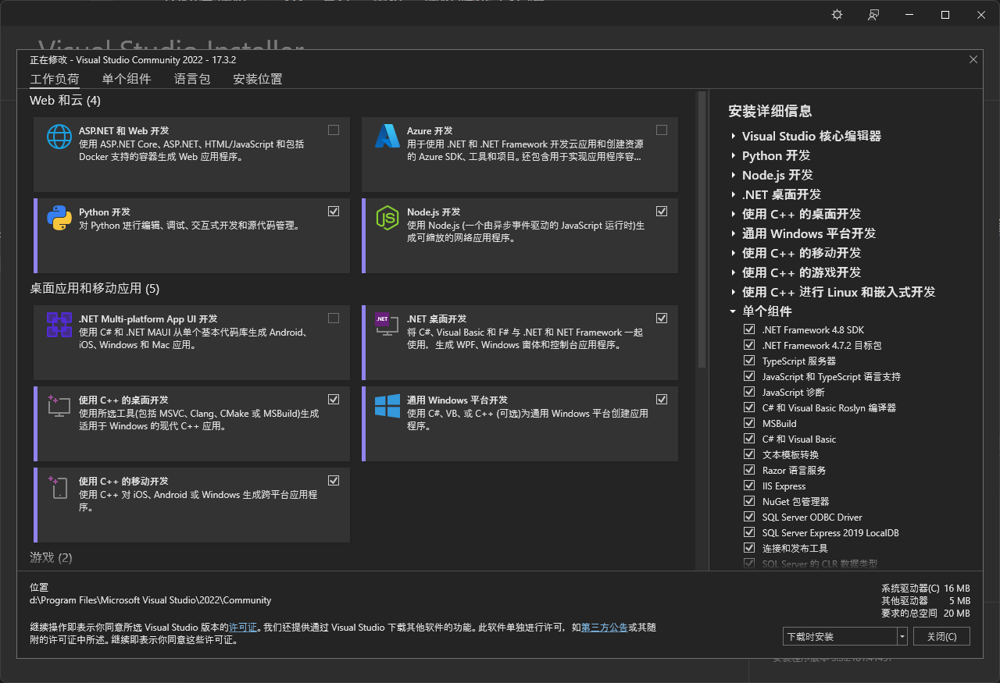 Visual Studio Installer
正在修改 - Visual Studio Community 2022 - 17.3.2
工作负荷 单个组件 语言包 安装位置
Web 和云 (4)
ASP.NET 和 Web 开发
使用 ASP.NET Core、ASP.NET、HTML/JavaScript 和包括
Docker 支持的容器生成 Web 应用程序。
Azure 开发
用于使用 .NET 和 .NET Framework 开发云应用和创建资源
的 Azure SDK、工具和项目。还包含用于实现应用程序容...
Python 开发
对 Python 进行编辑、调试、交互式开发和源代码管理。
Node.js 开发
使用 Node.js (一个由异步事件驱动的 JavaScript 运行时)生
成可缩放的网络应用程序。
桌面应用和移动应用 (5)
.NET Multi-platform App UI 开发
使用 C# 和 .NET MAUI 从单个基本代码库生成 Android、
iOS、Windows 和 Mac 应用。
.NET
.NET 桌面开发
将 C#、Visual Basic 和 F# 与 .NET 和 NET Framework 一起
使用，生成 WPF、Windows 窗体和控制台应用程序。
使用 C++ 的桌面开发
使用所选工具(包括 MSVC、Clang、CMake 或 MSBuild)生成
适用于 Windows 的现代 C++ 应用。
通用 Windows 平台开发
使用 C#、VB、或 C++ (可选)为通用 Windows 平台创建应用
程序。
使用 C++ 的移动开发
使用 C++ 对 iOS、Android 或 Windows 生成跨平台应用程
序。
游戏 (2)
安装详细信息
Visual Studio 核心编辑器
Python 开发
Node.js 开发
.NET 桌面开发
使用 C++ 的桌面开发
通用 Windows 平台开发
使用 C++ 的移动开发
使用 C++ 的游戏开发
使用 C++ 进行 Linux 和嵌入式开发
单个组件
.NET Framework 4.8 SDK
.NET Framework 4.7.2 目标包
TypeScript 服务器
JavaScript 和 TypeScript 语言支持
JavaScript 诊断
C# 和 Visual Basic Roslyn 编译器
MSBuild
C# 和 Visual Basic
文本模板转换
Razor 语言服务
IIS Express
NuGet 包管理器
SQL Server ODBC Driver
SQL Server Express 2019 LocalDB
连接和发布工具
SQL Server 的 CLR 数据类型
位置
d:\Program Files\Microsoft Visual Studio\2022\Community
继续操作即表示你同意所选 Visual Studio 版本的许可证。我们还提供通过 Visual Studio 下载其他软件的功能。此软件单独进行许可，如第三方公告或其随
附的许可证中所述。继续即表示你同意这些许可证。
系统驱动器(C) 16 MB
其他驱动器 5 MB
要求的总空间 20 MB
下载时安装 关闭(C)